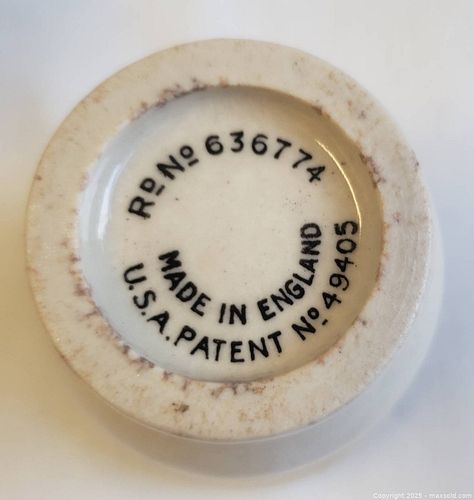 RD No 636774
MADE IN ENGLAND
U.S.A. PATENT No 49405
Copyright 2025 - maxsold.com